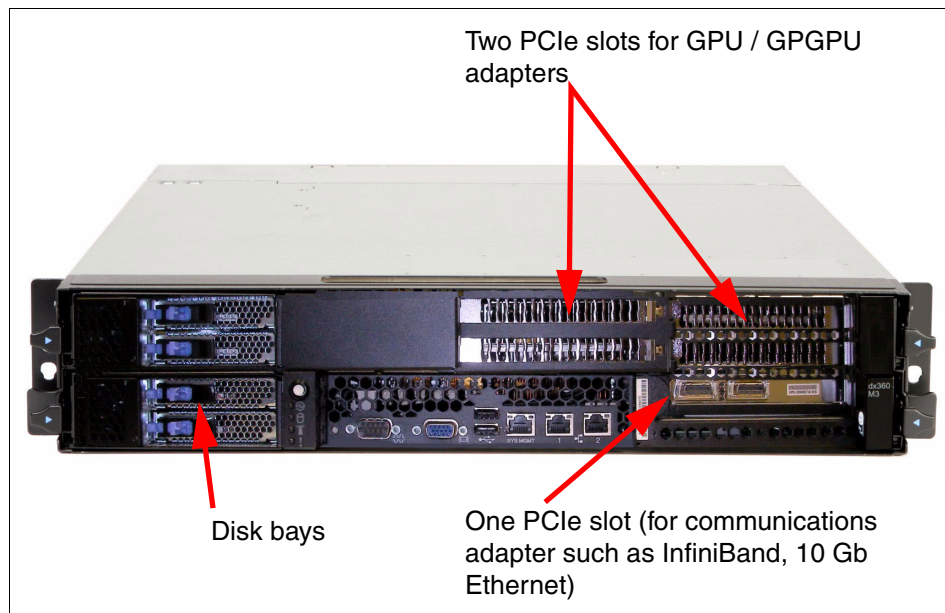 Two PCIe slots for GPU / GPGPU
adapters
dx360
M3
SYS MGMT
1
2
Disk bays
One PCIe slot (for communications
adapter such as InfiniBand, 10 Gb
Ethernet)